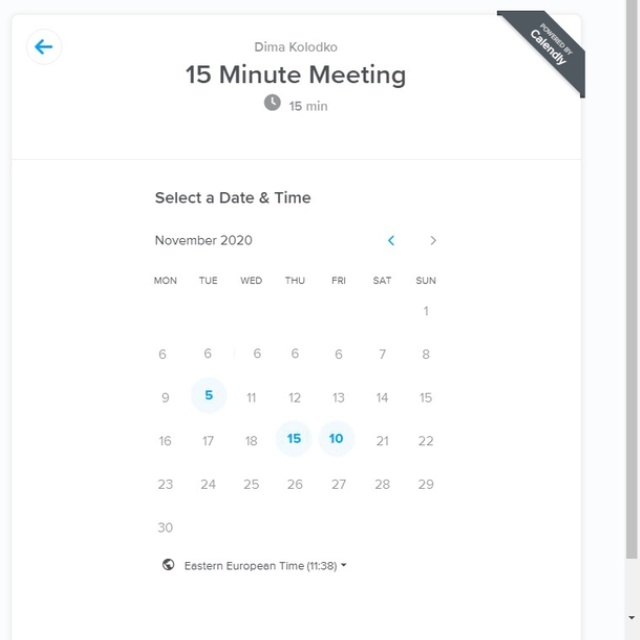 POWERED BY
Calendly
Dima Kolodko
15 Minute Meeting
15 min
Select a Date & Time
November 2020
MON TUE WED THU FRI SAT SUN
1
6 6 6 6 6 7 8
9 5 11 12 13 14 15
16 17 18 15 10 21 22
23 24 25 26 27 28 29
30
Eastern European Time (11:38)